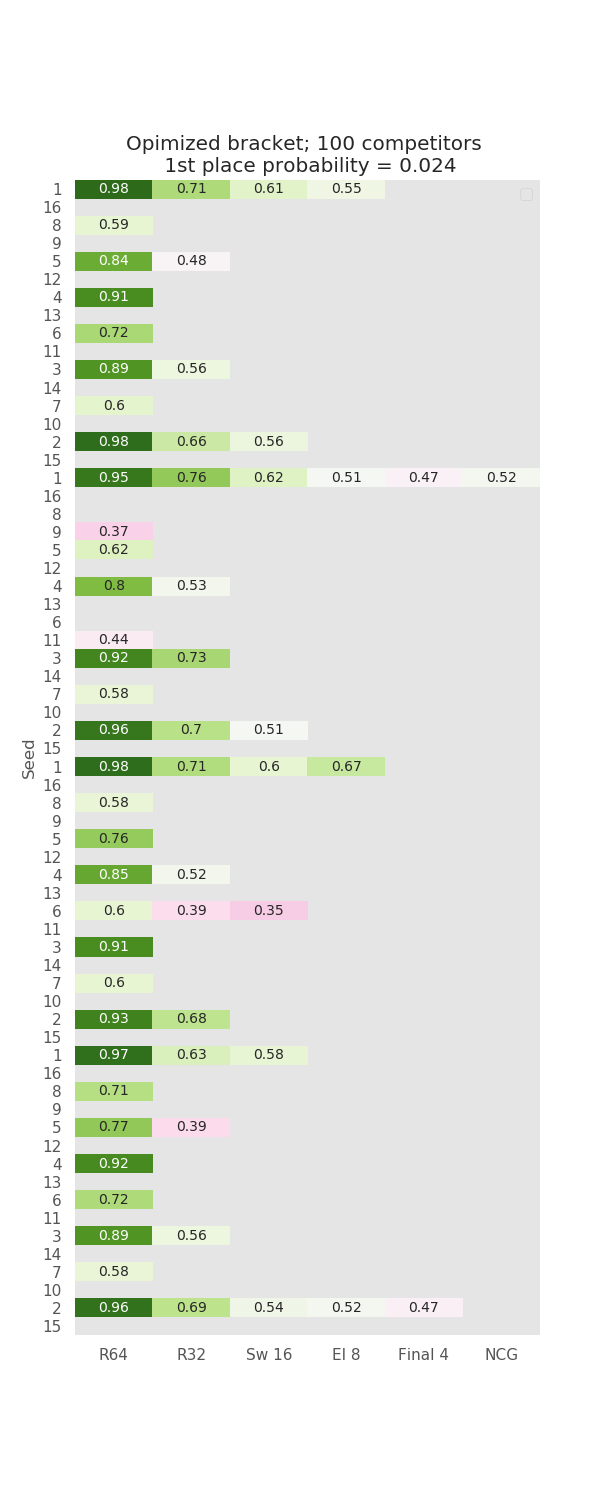 Opimized bracket; 100 competitors
1st place probability = 0.024
1 0.98 0.71 0.61 0.55
16
8 0.59
9
5 0.84 0.48
12
4 0.91
13
6 0.72
11
3 0.89 0.56
14
7 0.6
10
2 0.98 0.66 0.56
15
1 0.95 0.76 0.62 0.51 0.47 0.52
16
8
9 0.37
5 0.62
12
4 0.8 0.53
13
6
11 0.44
3 0.92 0.73
14
7 0.58
10
2 0.96 0.7 0.51
15
Seed
1 0.98 0.71 0.6 0.67
16
8 0.58
9
5 0.76
12
4 0.85 0.52
13
6 0.6 0.39 0.35
11
3 0.91
14
7 0.6
10
2 0.93 0.68
15
1 0.97 0.63 0.58
16
8 0.71
9
5 0.77 0.39
12
4 0.92
13
6 0.72
11
3 0.89 0.56
14
7 0.58
10
2 0.96 0.69 0.54 0.52 0.47
15
R64 R32 Sw 16 El 8 Final 4 NCG